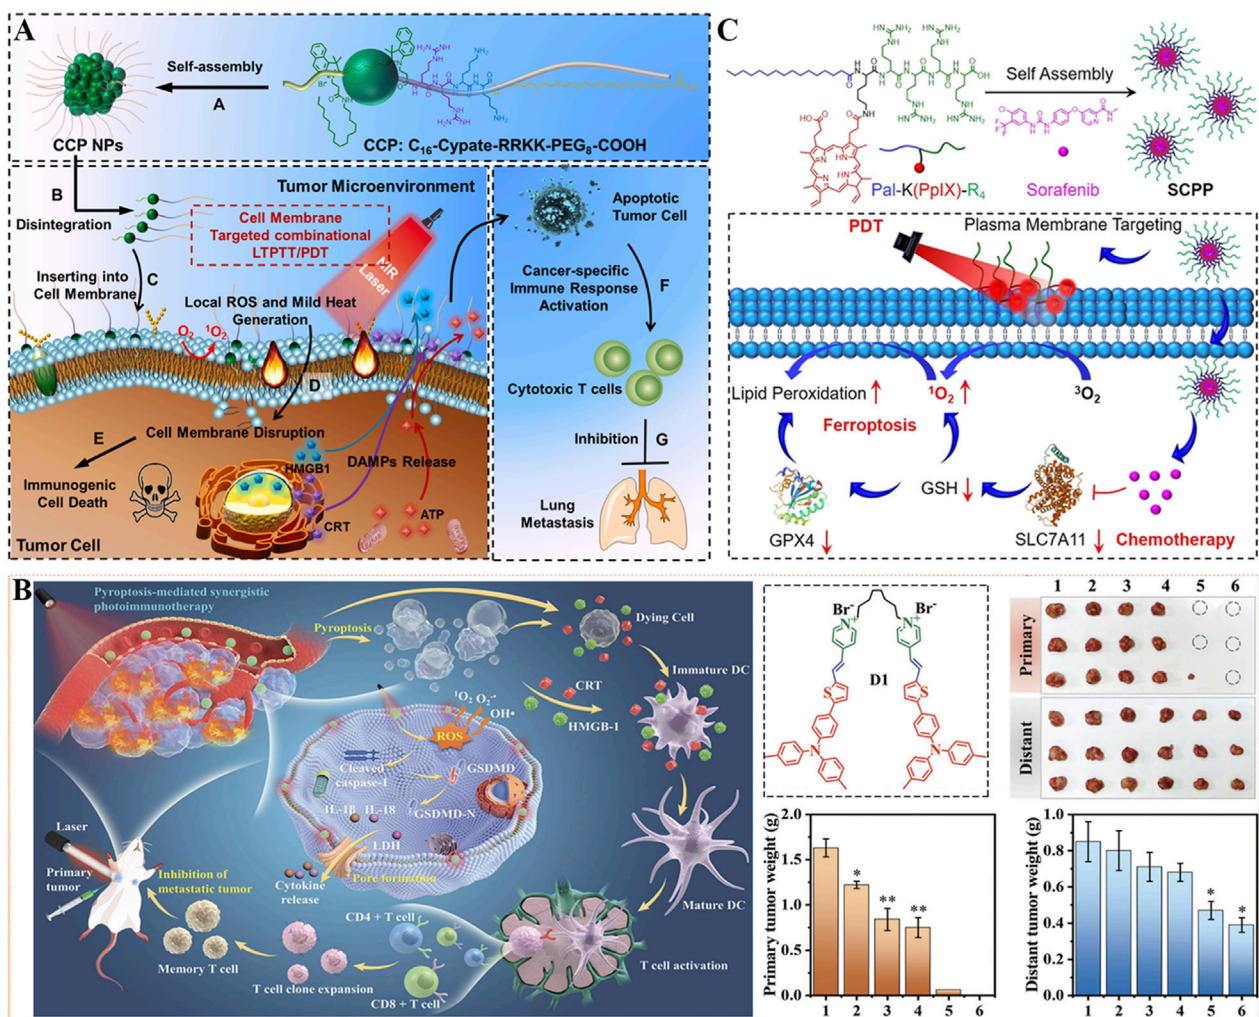 A
Self-assembly
A
CCP NPs
CCP: C16-Cypate-RRKK-PEG8-COOH
B
Disintegration
Tumor Microenvironment
Cell Membrane
Targeted combinational
LTPTT/PDT
C
Inserting into
Cell Membrane
NIR
Laser
Local ROS and Mild Heat
Generation
O2 ¹O2
D
Cell Membrane Disruption
E
Immunogenic
Cell Death
HMGB1
DAMPs Release
CRT
ATP
Tumor Cell
Apoptotic
Tumor Cell
Cancer-specific
Immune Response
Activation
F
Cytotoxic T cells
Inhibition
G
Lung
Metastasis
C
Self Assembly
Pal-K(PpIX)-R4
Sorafenib
SCPP
PDT
Plasma Membrane Targeting
Lipid Peroxidation ↑
¹O2 ↑
³O2
Ferroptosis
GSH ↓
GPX4 ↓
SLC7A11 ↓
Chemotherapy
B
Pyroptosis-mediated synergistic
photoimmunotherapy
Pyroptosis
Dying Cell
Immature DC
CRT
HMGB-1
¹O2 O2•-
OH•
ROS
Cleaved
caspase-1
GSDMD
GSDMD-N
IL-1β IL-18
LDH
Pore formation
Cytokine
release
Mature DC
Laser
Primary
tumor
Inhibition of
metastatic tumor
Memory T cell
T cell clone expansion
CD4 + T cell
CD8 + T cell
T cell activation
Br- Br-
N+ N+
D1
S S
N N
1 2 3 4 5 6
Primary
Distant
Primary tumor weight (g)
2.0
1.5
1.0
0.5
0.0
* ** **
1 2 3 4 5 6
Distant tumor weight (g)
1.0
0.8
0.6
0.4
0.2
0.0
* *
1 2 3 4 5 6